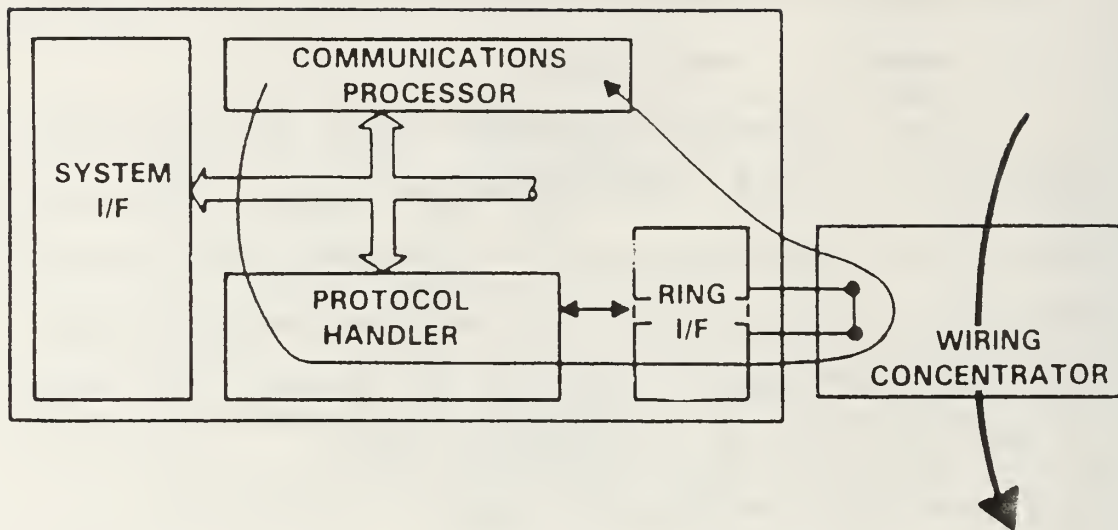 COMMUNICATIONS
PROCESSOR
SYSTEM
I/F
PROTOCOL
HANDLER
RING
I/F
WIRING
CONCENTRATOR